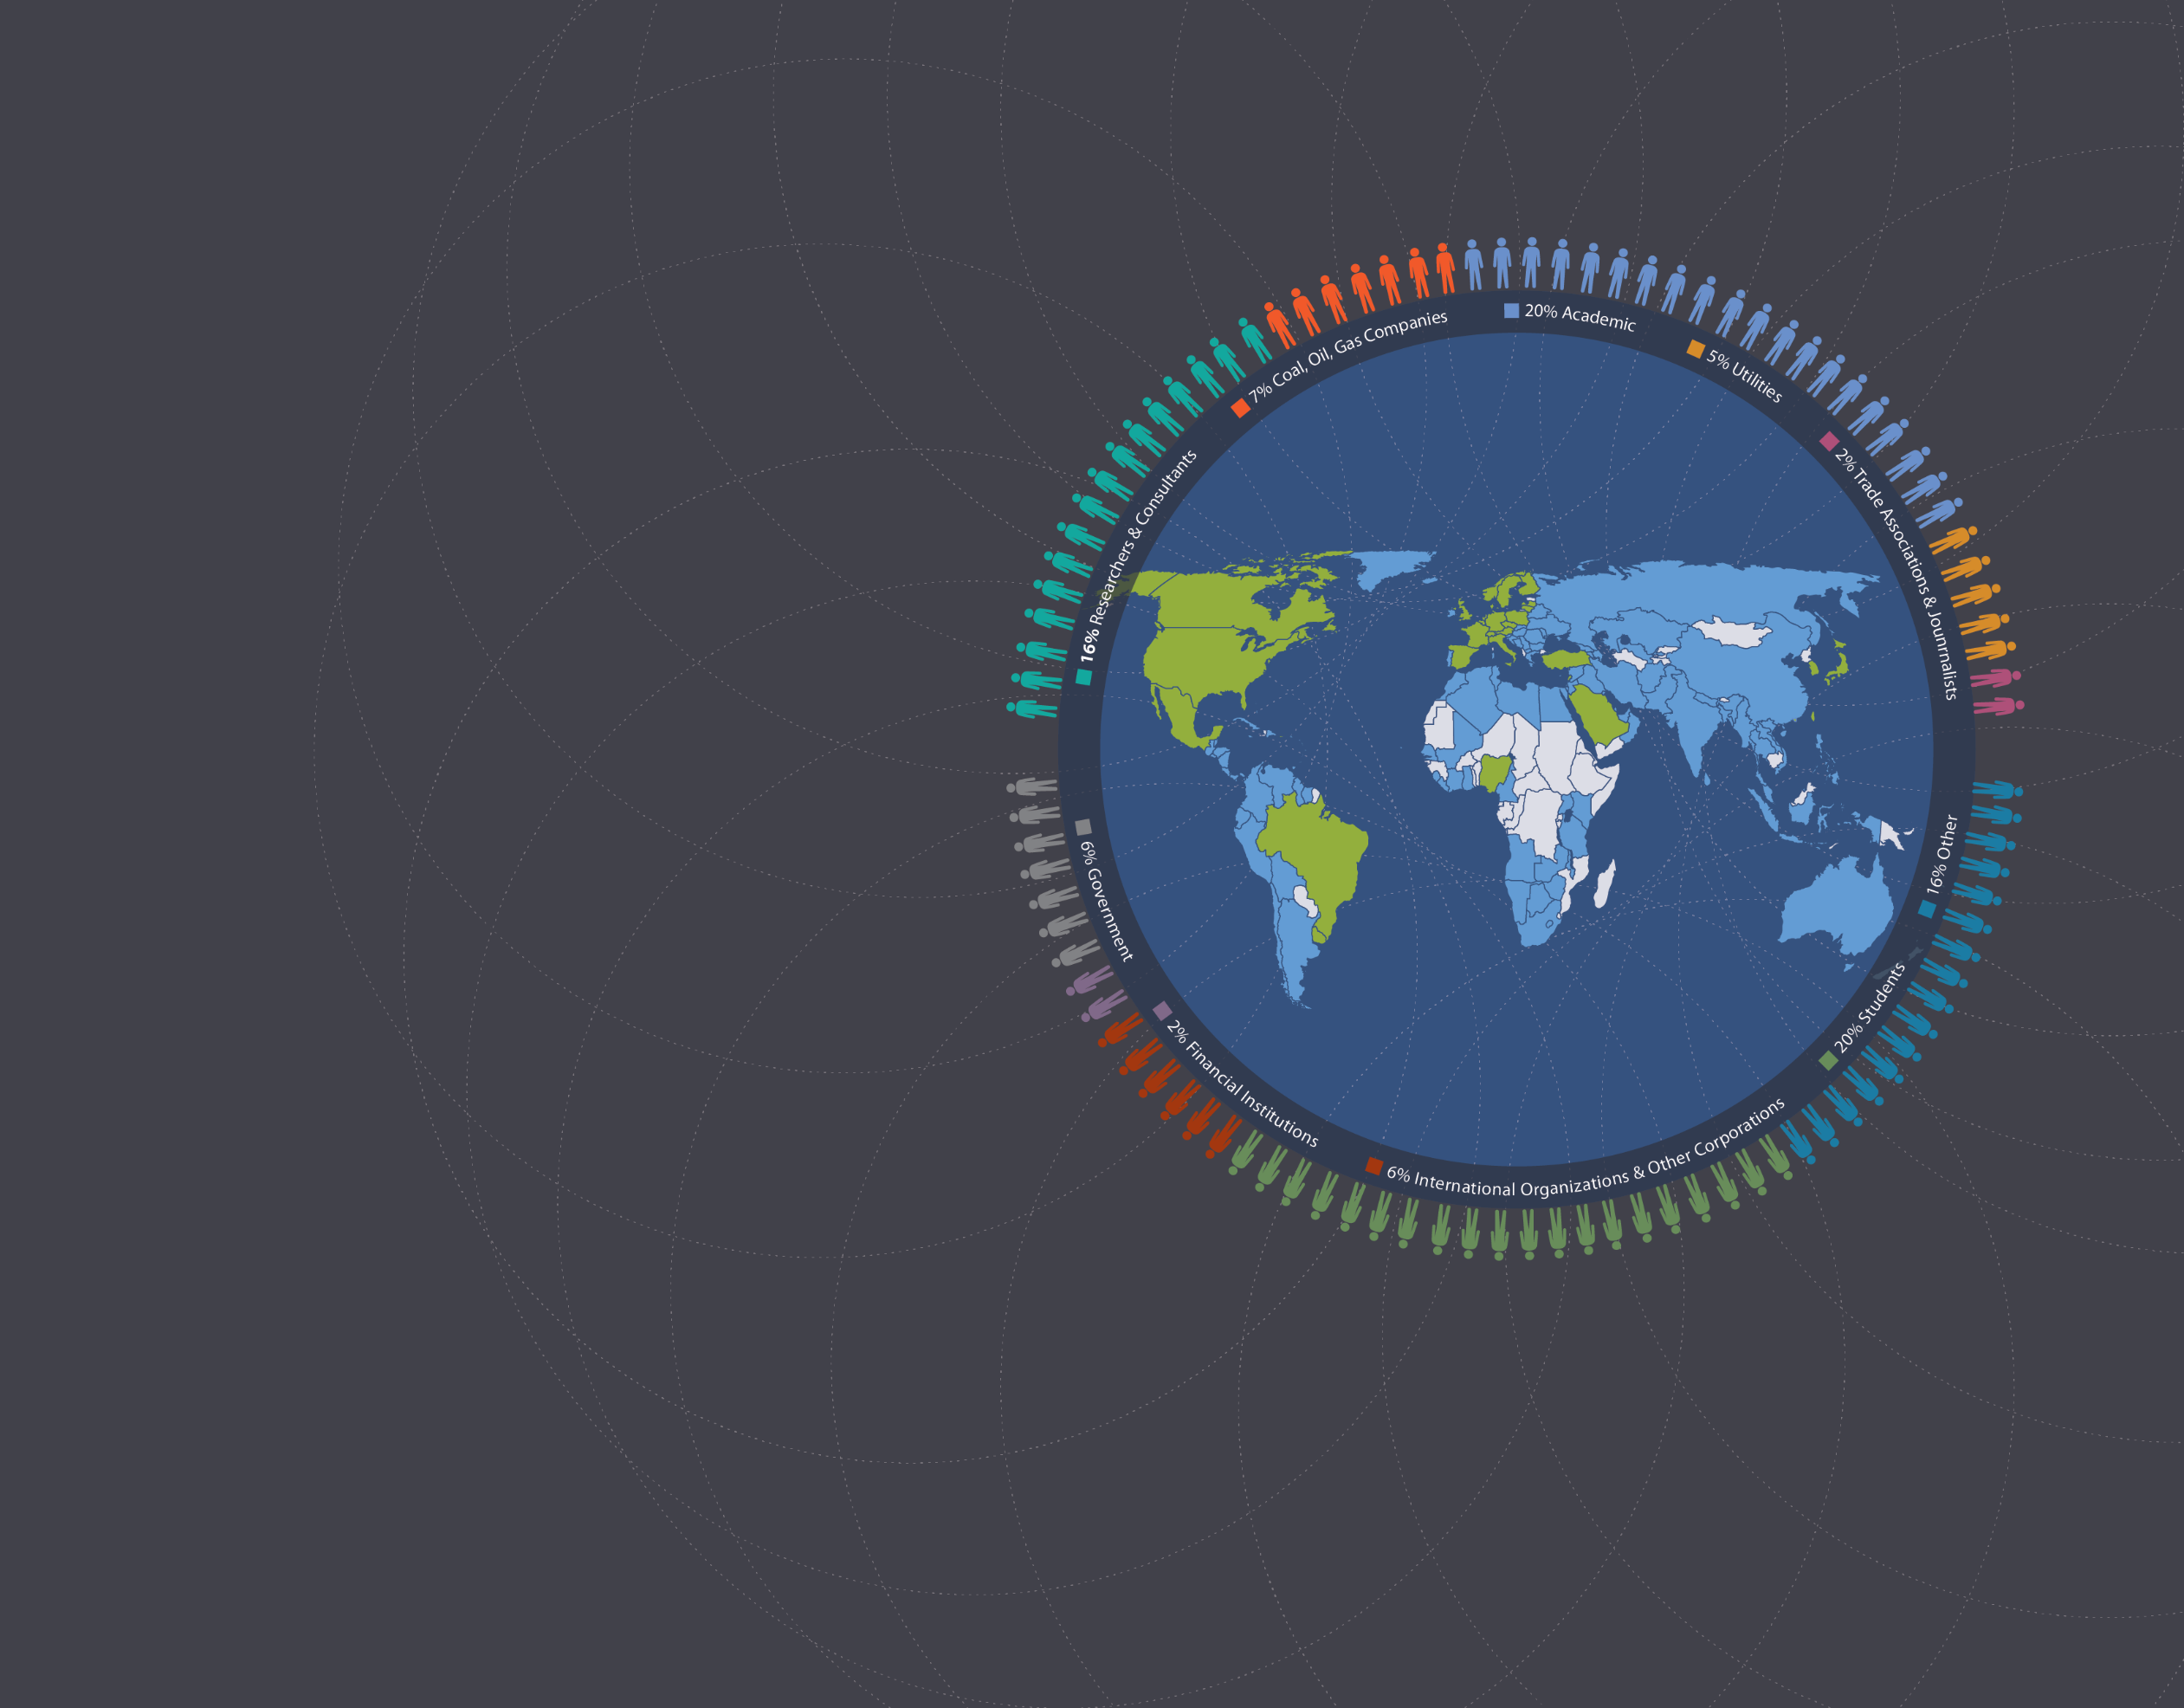 16% Researchers & Consultants
7% Coal, Oil, Gas Companies
20% Academic
5% Utilities
2% Trade Associations & Journalists
16% Other
20% Students
6% International Organizations & Other Corporations
2% Financial Institutions
6% Government